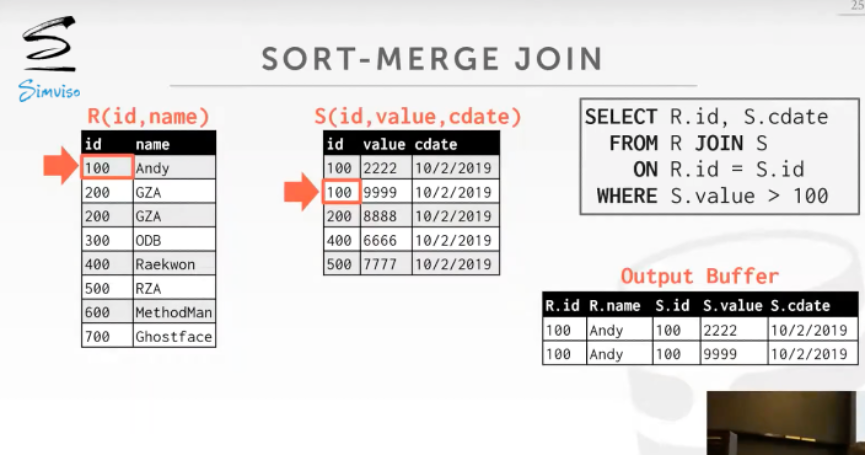 25
Simviso
SORT-MERGE JOIN
R(id,name)
id name
100 Andy
200 GZA
200 GZA
300 ODB
400 Raekwon
500 RZA
600 MethodMan
700 Ghostface
S(id,value,cdate)
id value cdate
100 2222 10/2/2019
100 9999 10/2/2019
200 8888 10/2/2019
400 6666 10/2/2019
500 7777 10/2/2019
SELECT R.id, S.cdate
FROM R JOIN S
ON R.id = S.id
WHERE S.value > 100
Output Buffer
R.id R.name S.id S.value S.cdate
100 Andy 100 2222 10/2/2019
100 Andy 100 9999 10/2/2019